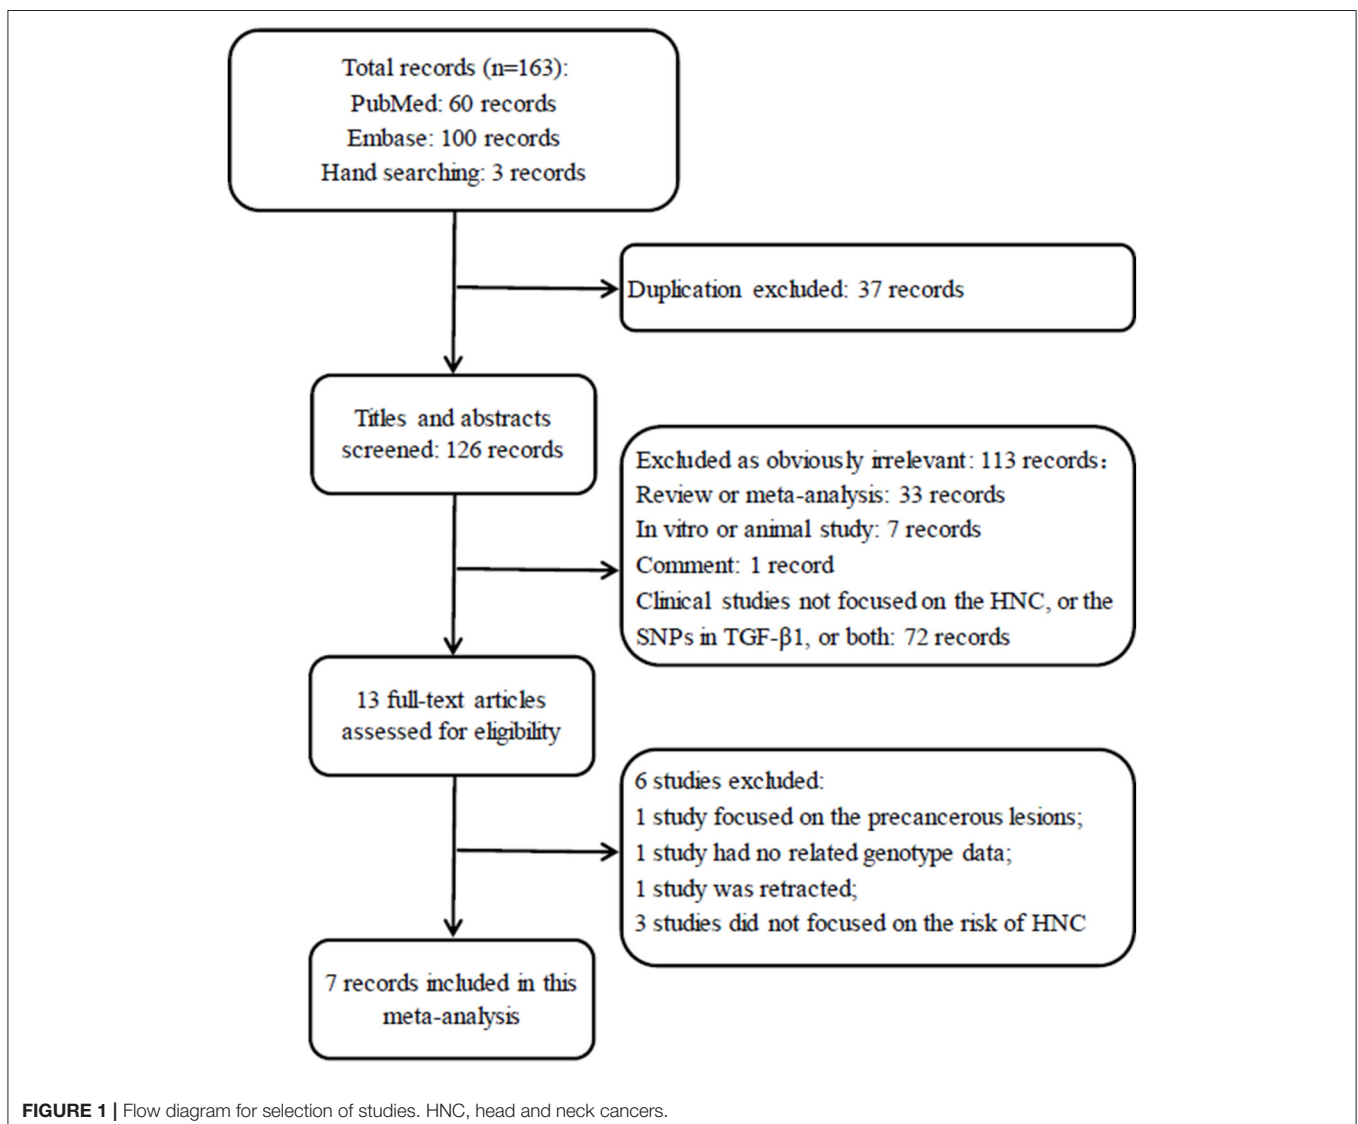 Total records (n=163):
PubMed: 60 records
Embase: 100 records
Hand searching: 3 records
Duplication excluded: 37 records
Titles and abstracts
screened: 126 records
Excluded as obviously irrelevant: 113 records：
Review or meta-analysis: 33 records
In vitro or animal study: 7 records
Comment: 1 record
Clinical studies not focused on the HNC, or the
SNPs in TGF-β1, or both: 72 records
13 full-text articles
assessed for eligibility
6 studies excluded:
1 study focused on the precancerous lesions;
1 study had no related genotype data;
1 study was retracted;
3 studies did not focused on the risk of HNC
7 records included in this
meta-analysis
FIGURE 1 | Flow diagram for selection of studies. HNC, head and neck cancers.